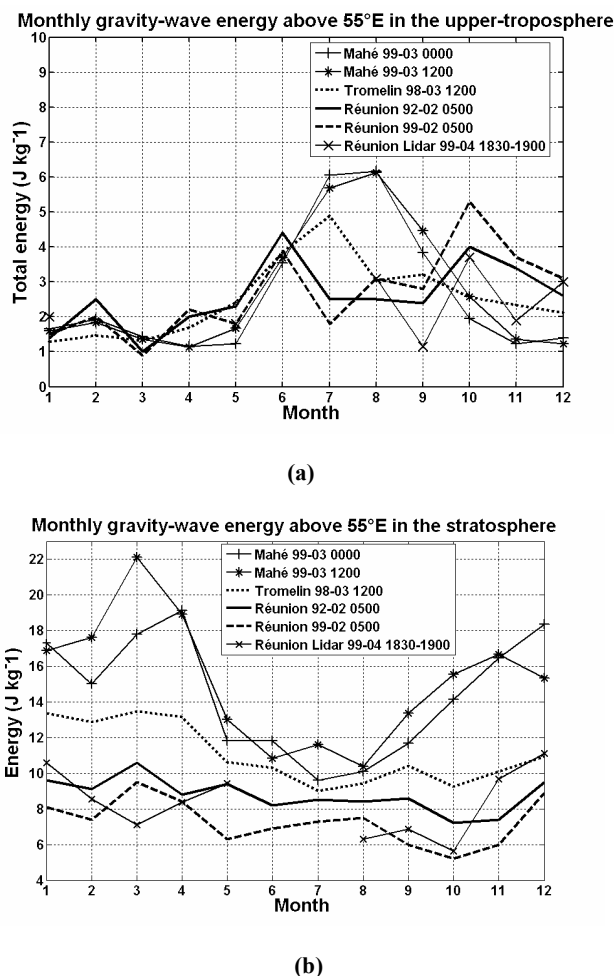 Monthly gravity-wave energy above 55°E in the upper-troposphere
Total energy (J kg-1)
10
9
8
7
6
5
4
3
2
1
0
Mahé 99-03 0000
Mahé 99-03 1200
Tromelin 98-03 1200
Réunion 92-02 0500
Réunion 99-02 0500
Réunion Lidar 99-04 1830-1900
1 2 3 4 5 6 7 8 9 10 11 12
Month
(a)
Monthly gravity-wave energy above 55°E in the stratosphere
Energy (J kg-1)
22
20
18
16
14
12
10
8
6
4
Mahé 99-03 0000
Mahé 99-03 1200
Tromelin 98-03 1200
Réunion 92-02 0500
Réunion 99-02 0500
Réunion Lidar 99-04 1830-1900
1 2 3 4 5 6 7 8 9 10 11 12
Month
(b)